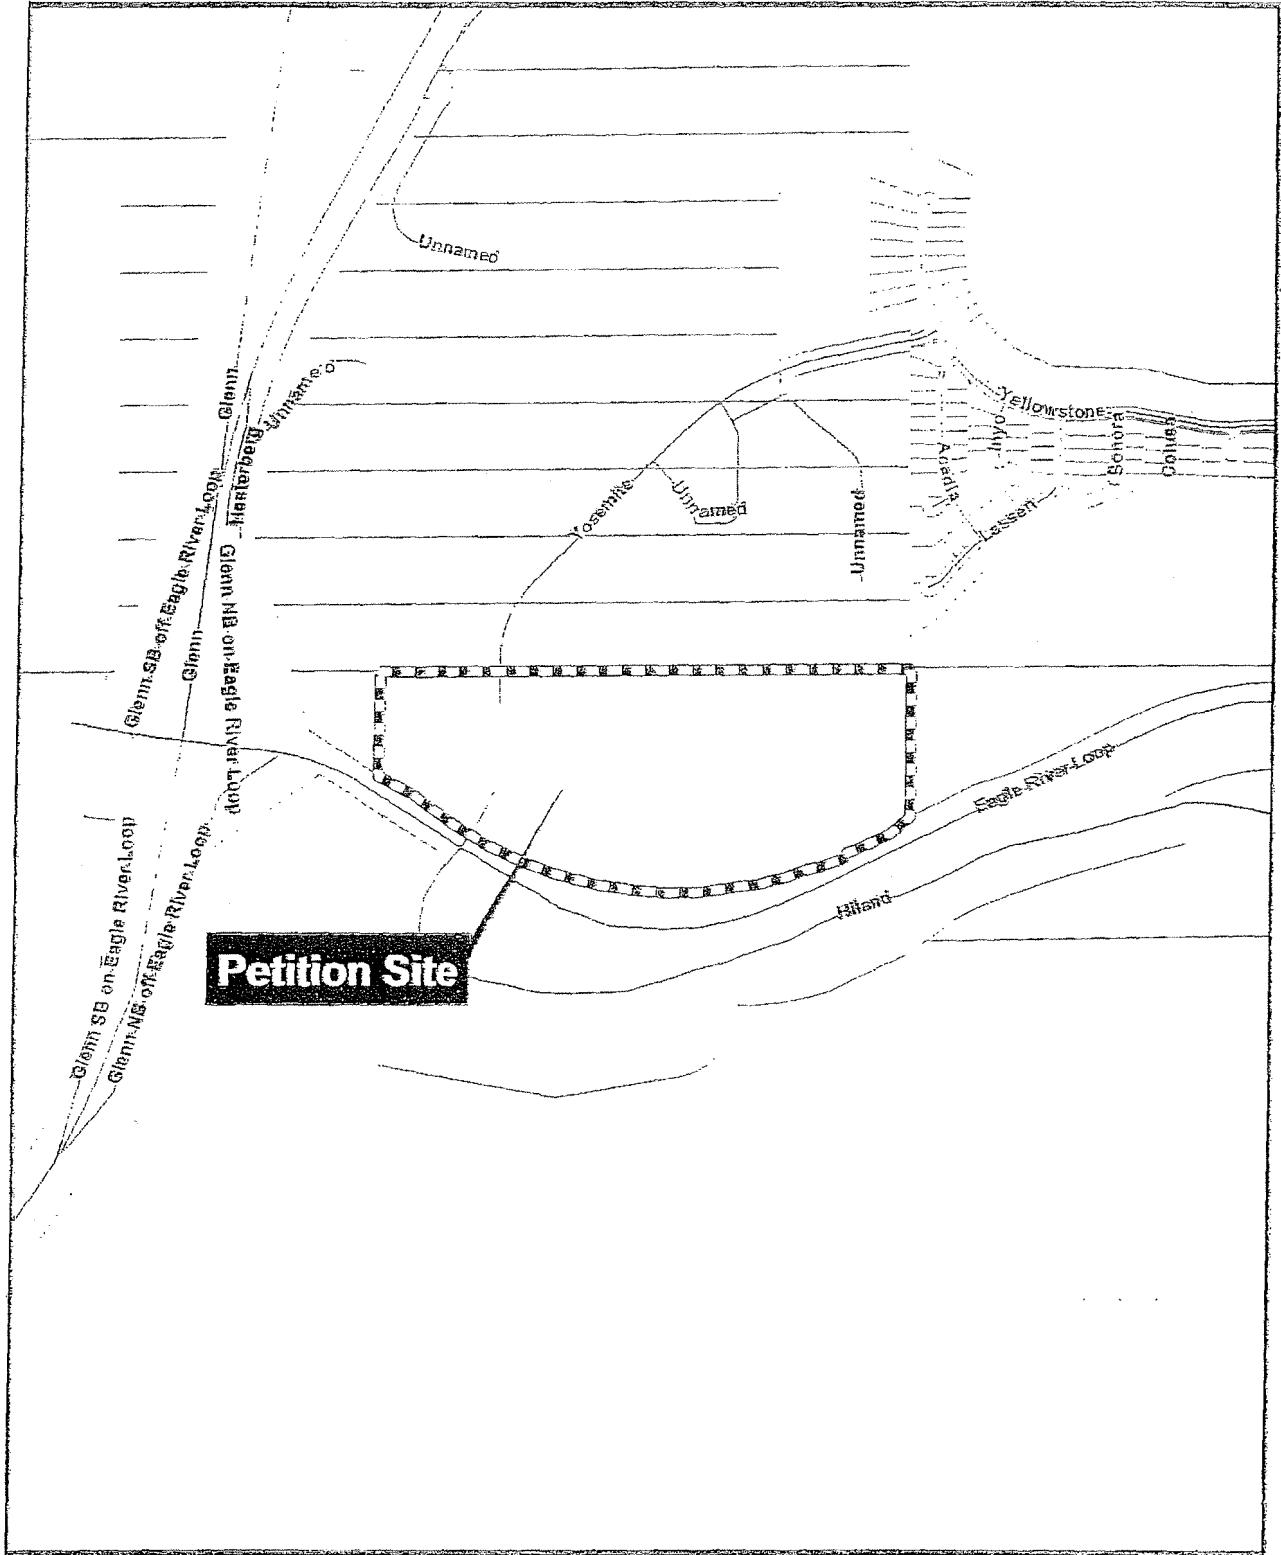 Unnamed
Unnamed
Glenn
Yellowstone
Inyo
Sonora
Colusa
Acadia
Yosemite
Unnamed
Unnamed
Lassen
Glenn SB off Eagle River Loop
Glenn
Glenn NB on Eagle River Loop
Eagle River Loop
Hiland
Petition Site
Glenn SB on Eagle River Loop
Glenn NB off Eagle River Loop